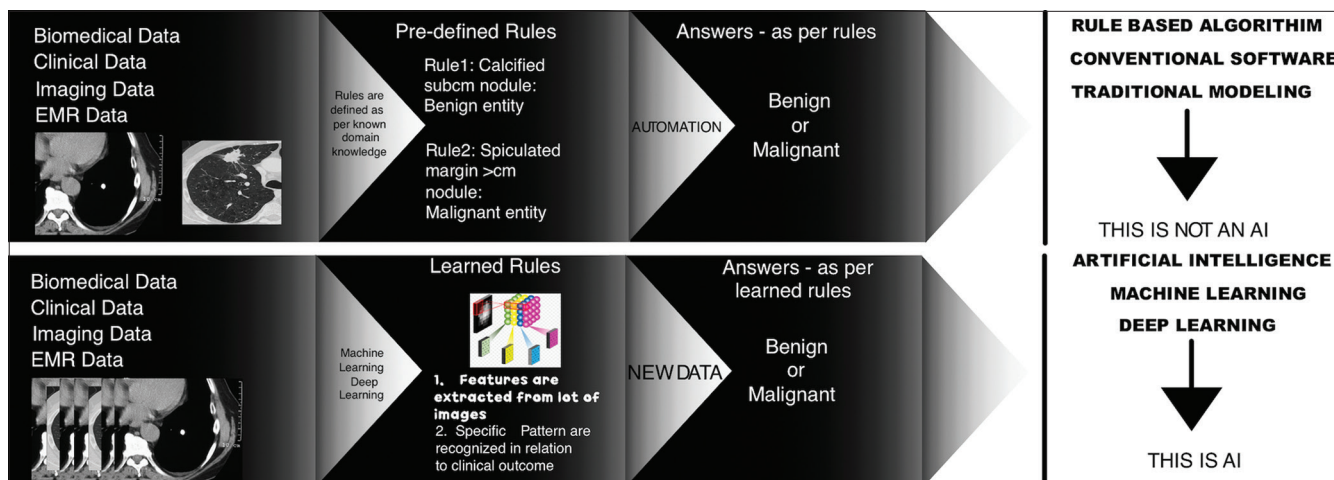 Biomedical Data
Clinical Data
Imaging Data
EMR Data
Rules are
defined as
per known
domain
knowledge
Pre-defined Rules
Rule1: Calcified
subcm nodule:
Benign entity
Rule2: Spiculated
margin >cm
nodule:
Malignant entity
AUTOMATION
Answers - as per rules
Benign
or
Malignant
RULE BASED ALGORITHIM
CONVENTIONAL SOFTWARE
TRADITIONAL MODELING
THIS IS NOT AN AI
Biomedical Data
Clinical Data
Imaging Data
EMR Data
Machine
Learning
Deep
Learning
Learned Rules
1. Features are
extracted from lot of
images
2. Specific Pattern are
recognized in relation
to clinical outcome
NEW DATA
Answers - as per
learned rules
Benign
or
Malignant
ARTIFICIAL INTELLIGENCE
MACHINE LEARNING
DEEP LEARNING
THIS IS AI